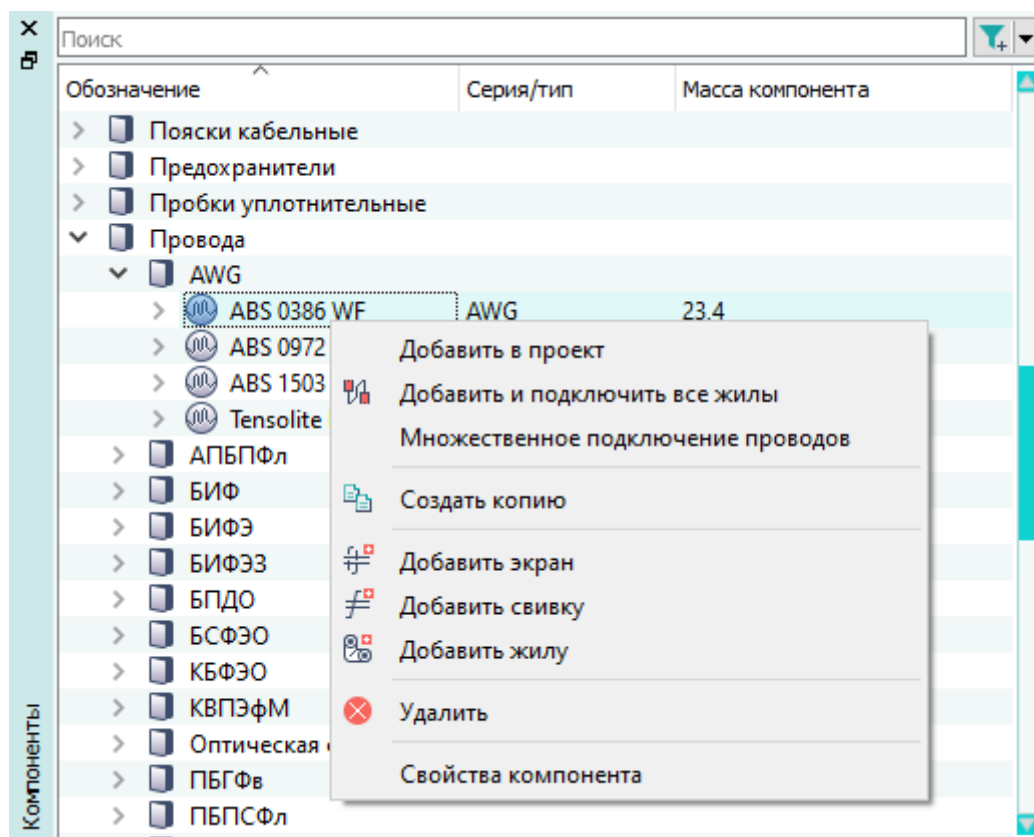 Поиск
Обозначение Серия/тип Масса компонента
Пояски кабельные
Предохранители
Пробки уплотнительные
Провода
AWG
ABS 0386 WF AWG 23.4
ABS 0972
ABS 1503
Tensolite
АПБПФл
БИФ
БИФЭ
БИФЭЗ
БПДО
БСФЭО
КБФЭО
КВПЭфМ
Оптическая
ПБГФв
ПБПСФл
Добавить в проект
Добавить и подключить все жилы
Множественное подключение проводов
Создать копию
Добавить экран
Добавить свивку
Добавить жилу
Удалить
Свойства компонента
Компоненты